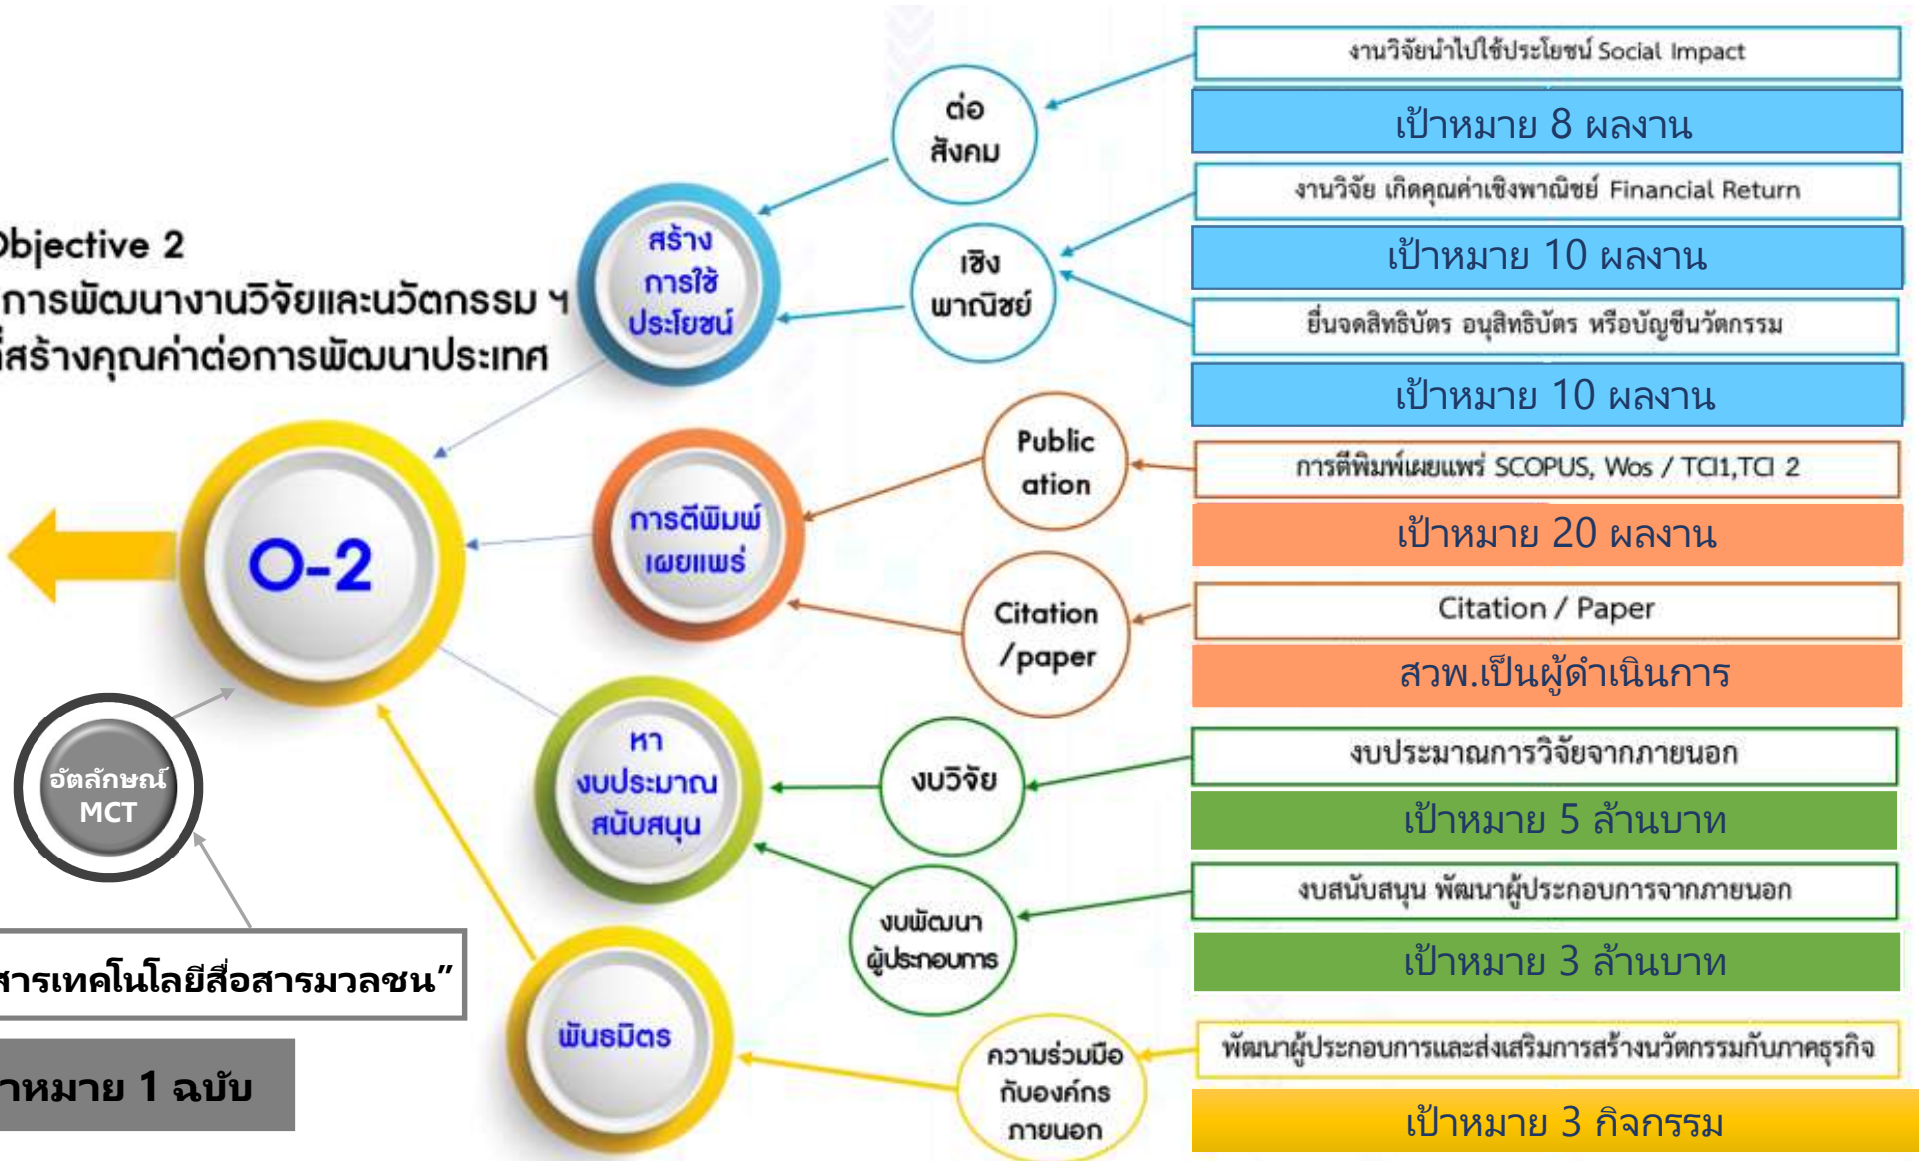 งานวิจัยนำไปใช้ประโยชน์ Social Impact
เป้าหมาย 8 ผลงาน
งานวิจัย เกิดคุณค่าเชิงพาณิชย์ Financial Return
เป้าหมาย 10 ผลงาน
ยื่นจดสิทธิบัตร อนุสิทธิบัตร หรือบัญชีนวัตกรรม
เป้าหมาย 10 ผลงาน
การตีพิมพ์เผยแพร่ SCOPUS, Wos / TCI1,TCI 2
เป้าหมาย 20 ผลงาน
Citation / Paper
สวพ.เป็นผู้ดำเนินการ
งบประมาณการวิจัยจากภายนอก
เป้าหมาย 5 ล้านบาท
งบสนับสนุน พัฒนาผู้ประกอบการจากภายนอก
เป้าหมาย 3 ล้านบาท
พัฒนาผู้ประกอบการและส่งเสริมการสร้างนวัตกรรมกับภาคธุรกิจ
เป้าหมาย 3 กิจกรรม
ต่อ
สังคม
เชิง
พาณิชย์
Public
ation
Citation
/paper
งบวิจัย
งบพัฒนา
ผู้ประกอบการ
ความร่วมมือ
กับองค์กร
ภายนอก
สร้าง
การใช้
ประโยชน์
การตีพิมพ์
เผยแพร่
หา
งบประมาณ
สนับสนุน
พันธมิตร
Objective 2
การพัฒนางานวิจัยและนวัตกรรม ฯ
ที่สร้างคุณค่าต่อการพัฒนาประเทศ
O-2
อัตลักษณ์
MCT
สารเทคโนโลยีสื่อสารมวลชน”
าหมาย 1 ฉบับ